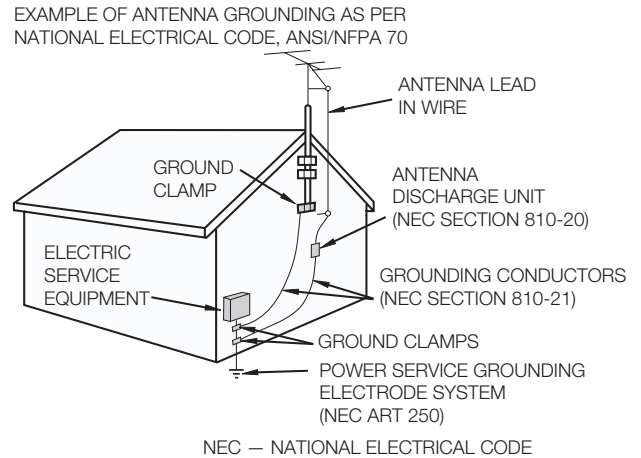 EXAMPLE OF ANTENNA GROUNDING AS PER
NATIONAL ELECTRICAL CODE, ANSI/NFPA 70
ANTENNA LEAD
IN WIRE
GROUND
CLAMP
ANTENNA
DISCHARGE UNIT
(NEC SECTION 810-20)
ELECTRIC
SERVICE
EQUIPMENT
GROUNDING CONDUCTORS
(NEC SECTION 810-21)
GROUND CLAMPS
POWER SERVICE GROUNDING
ELECTRODE SYSTEM
(NEC ART 250)
NEC — NATIONAL ELECTRICAL CODE